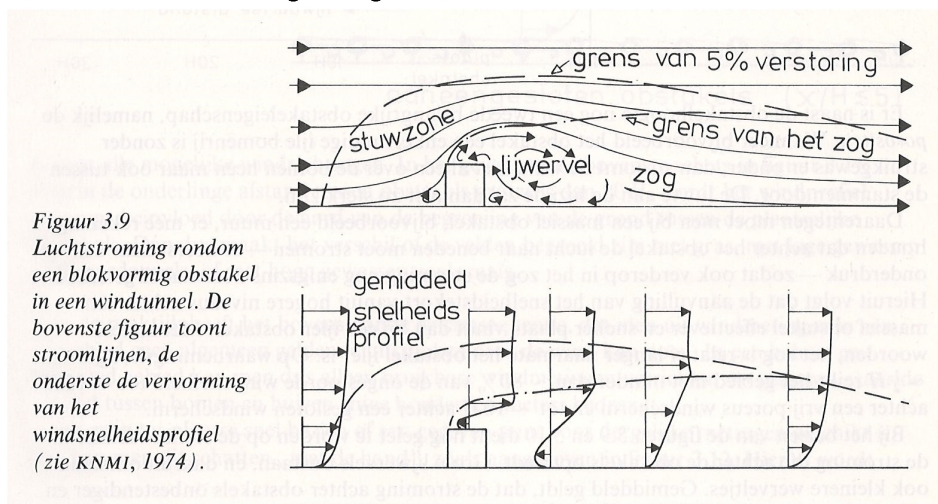 grens van 5% verstoring
stuwzone
grens van het zog
lijwervel
zog
Figuur 3.9
Luchtstroming rondom
een blokvormig obstakel
in een windtunnel. De
bovenste figuur toont
stroomlijnen, de
onderste de vervorming
van het
windsnelheidsprofiel
(zie KNMI, 1974).
gemiddeld
snelheids
profiel